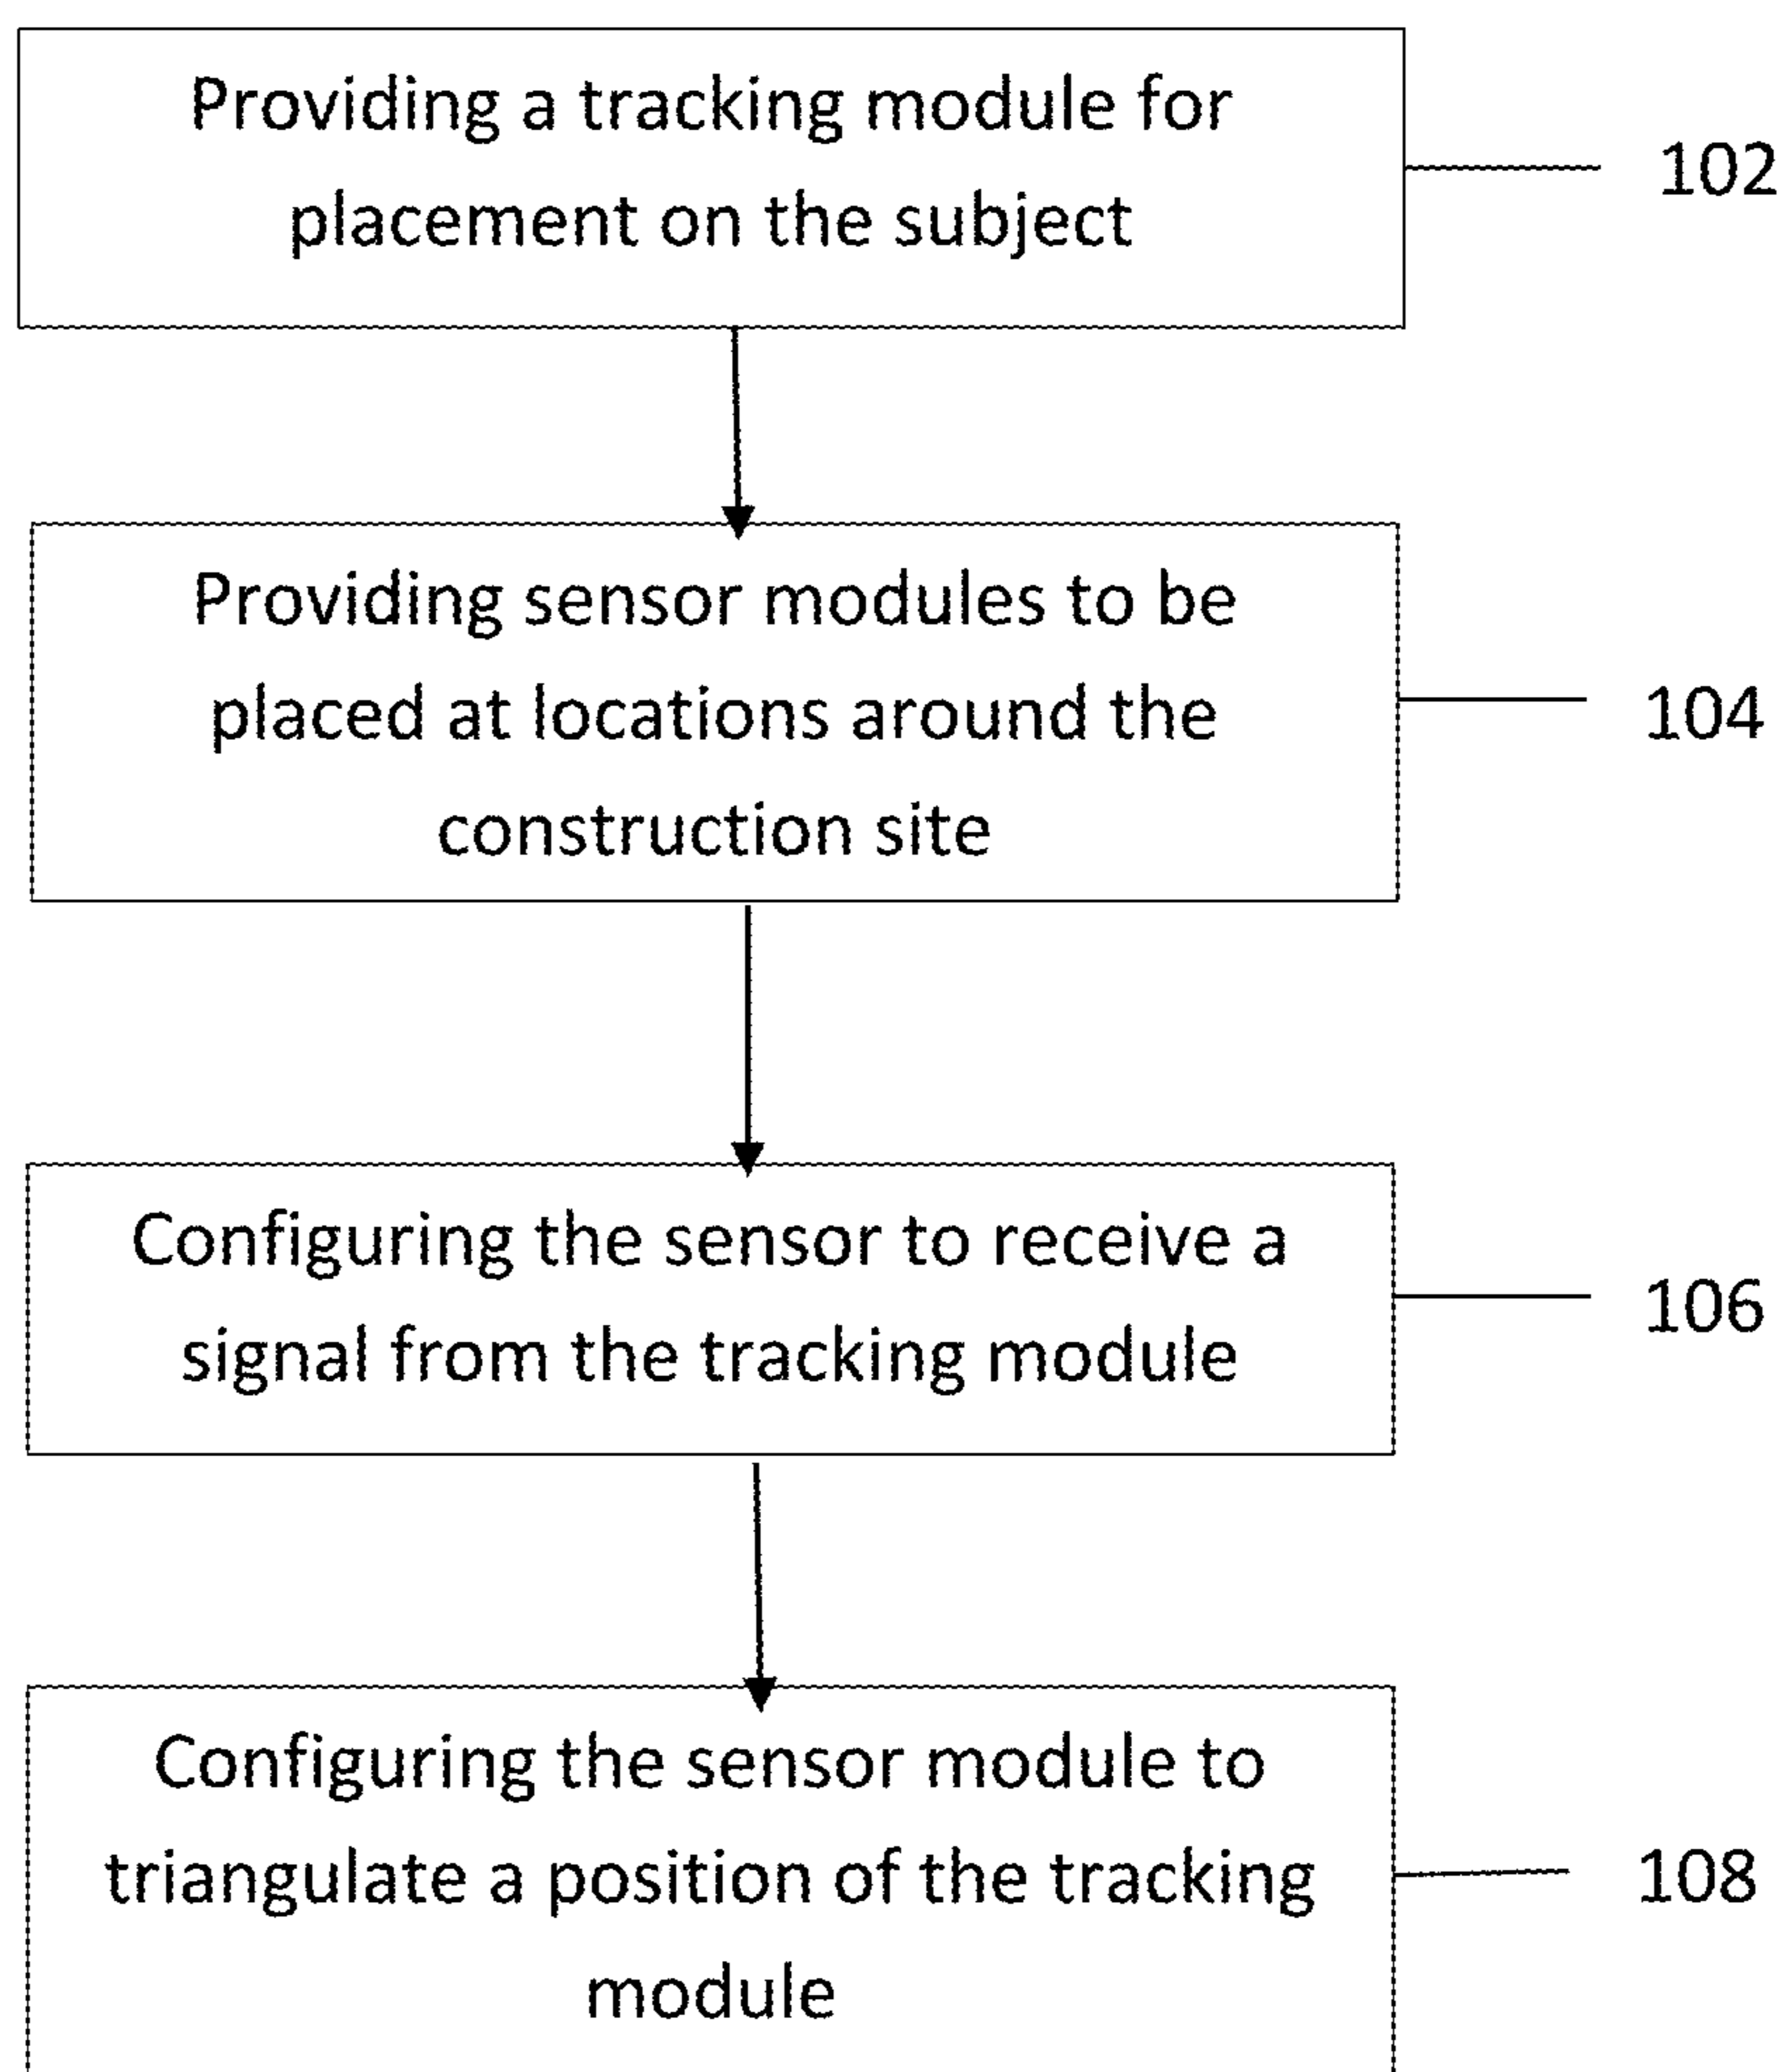 Providing a tracking module for
placement on the subject
102
Providing sensor modules to be
placed at locations around the
construction site
104
Configuring the sensor to receive a
signal from the tracking module
106
Configuring the sensor module to
triangulate a position of the tracking
module
108